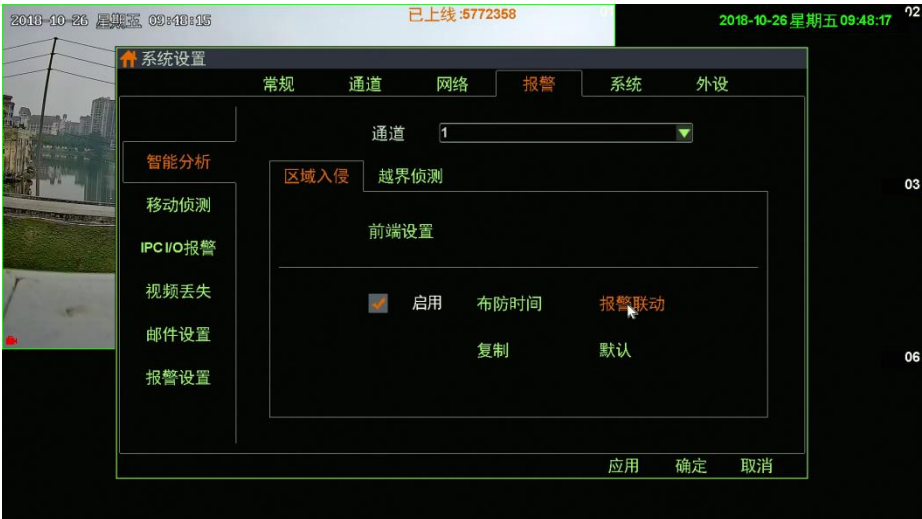 2018-10-26 星期五 09:48:15
已上线:5772358
02
2018-10-26 星期五 09:48:17
系统设置
常规 通道 网络 报警 系统 外设
通道 1
智能分析
区域入侵 越界侦测
03
移动侦测
前端设置
IPC I/O报警
视频丢失
启用 布防时间 报警联动
邮件设置
复制 默认
06
报警设置
应用 确定 取消